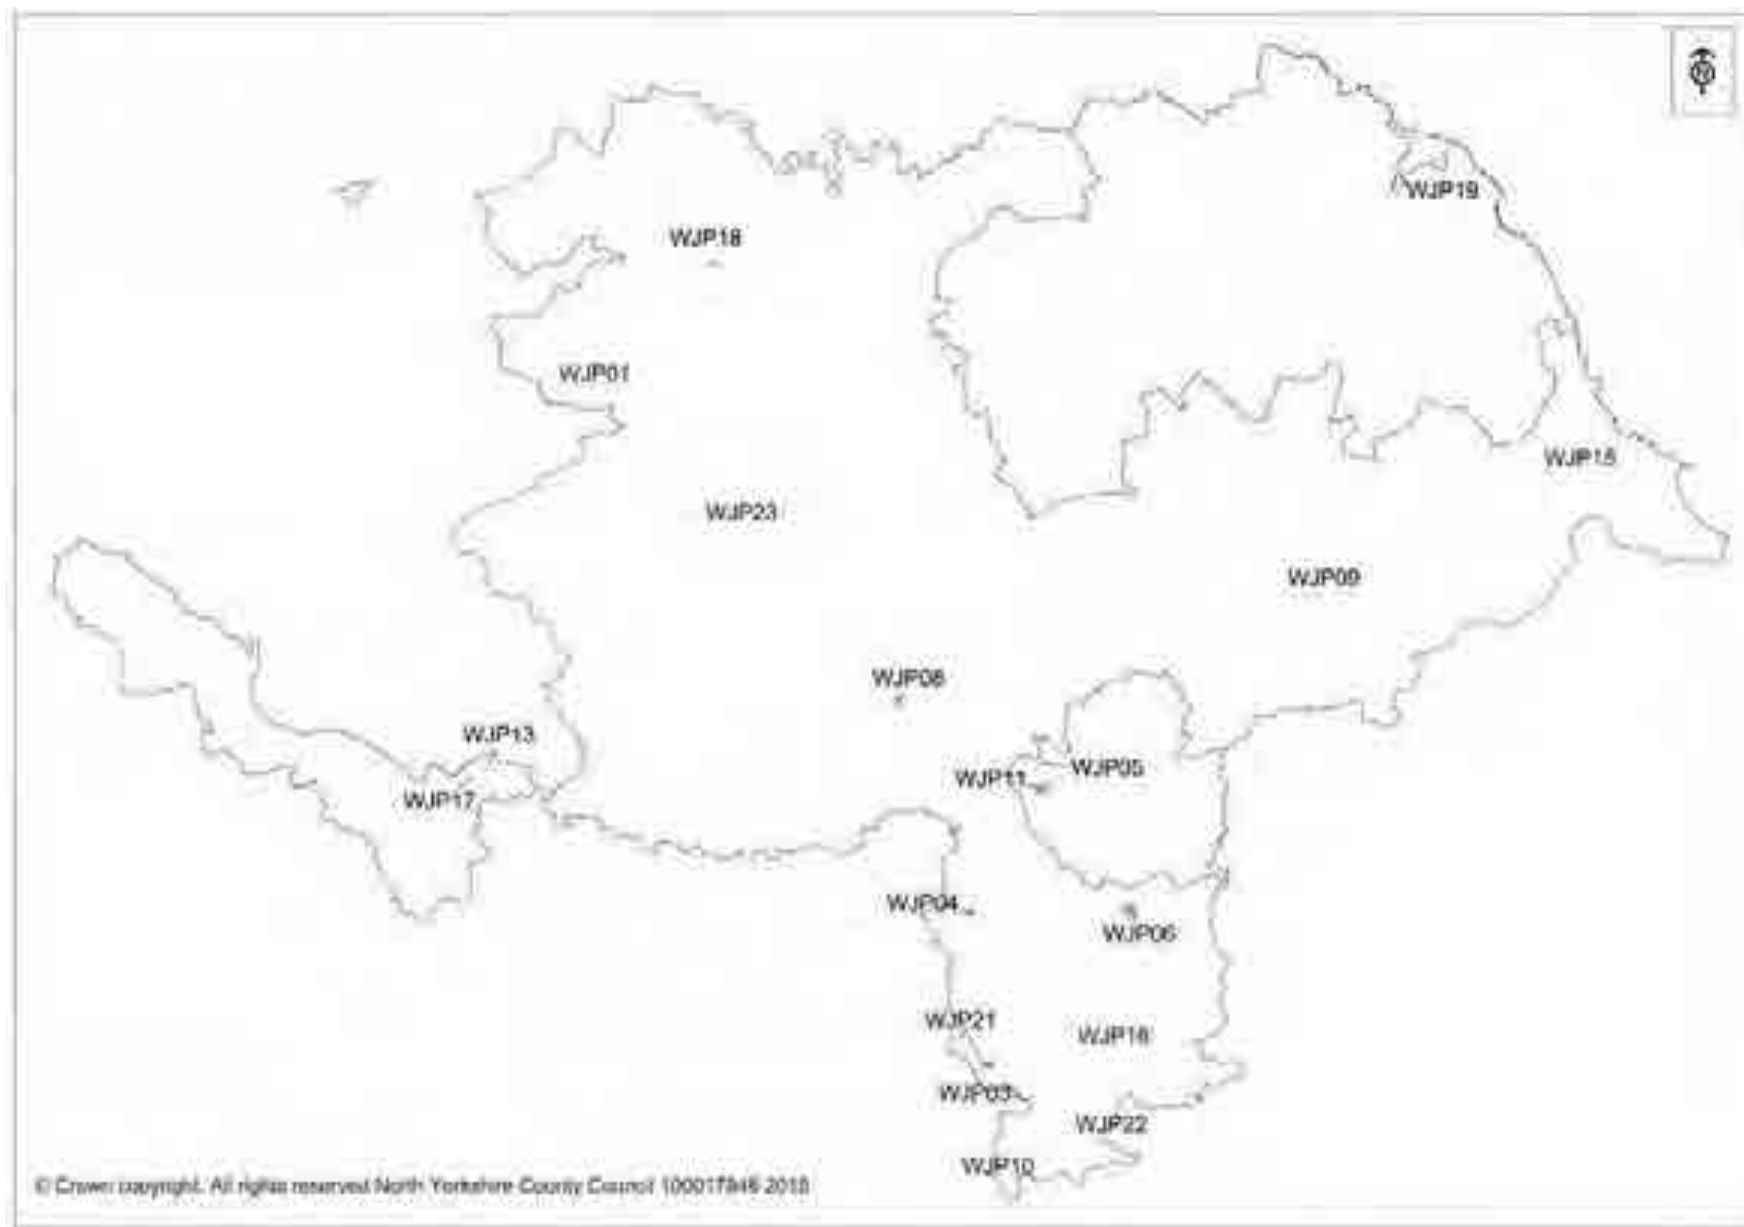 WJP19
WJP18
WJP01
WJP15
WJP23
WJP09
WJP08
WJP13
WJP11
WJP05
WJP17
WJP04
WJP06
WJP21
WJP16
WJP03
WJP22
WJP10
© Crown copyright. All rights reserved North Yorkshire County Council